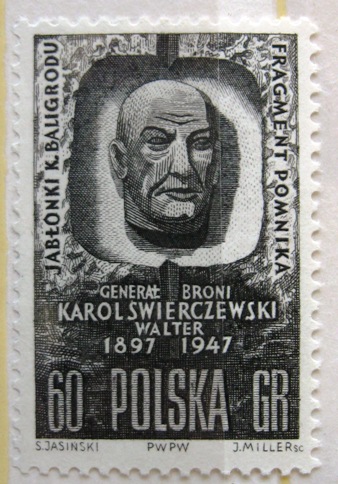 JABŁONKI K. BALIGRODU
FRAGMENT POMNIKA
GENERAŁ BRONI
KAROL ŚWIERCZEWSKI
WALTER
1897 1947
60 POLSKA GR
S.JASIŃSKI PWPW J.MILLER SC